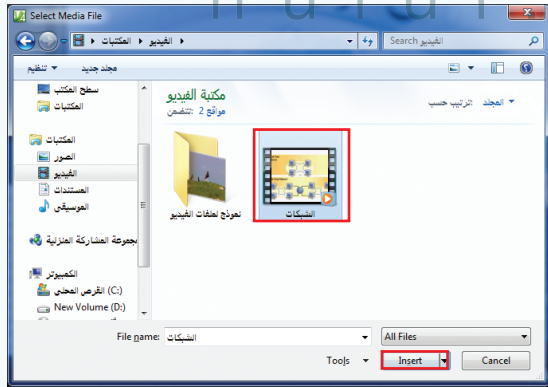 Select Media File
المكتبات ▸ الفيديو ▸
Search الفيديو
تنظيم ▾ مجلد جديد
سطح المكتب
المكتبات
المكتبات
الصور
الفيديو
المستندات
الموسيقى
مجموعة المشاركة المنزلية
الكمبيوتر
القرص المحلي (C:)
New Volume (D:)
مكتبة الفيديو
تتضمن: 2 مواقع
الترتيب حسب: المجلد ▾
نموذج لملفات الفيديو
الشبكات
File name: الشبكات
All Files
Tools Insert Cancel